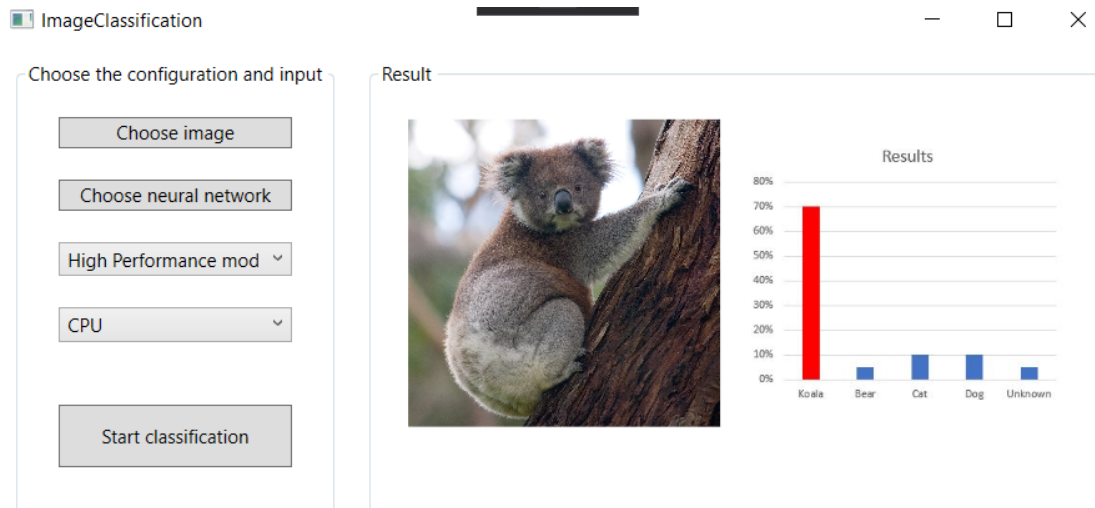 ImageClassification
Choose the configuration and input
Choose image
Choose neural network
High Performance mod
CPU
Start classification
Result
Results
80%
70%
60%
50%
40%
30%
20%
10%
0%
Koala Bear Cat Dog Unknown